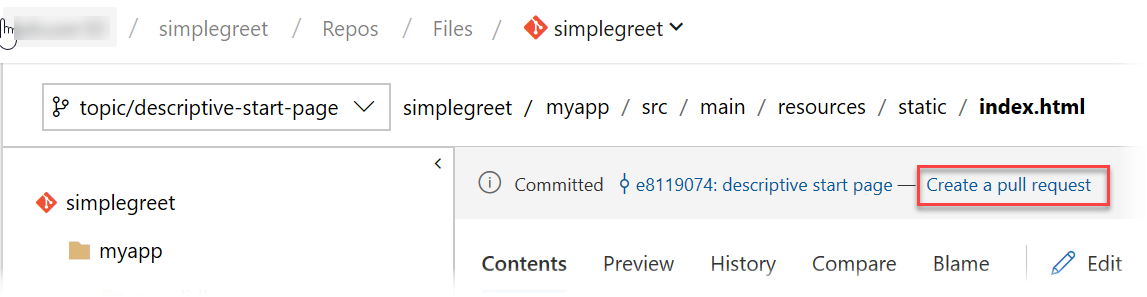 / simplegreet / Repos / Files / simplegreet
topic/descriptive-start-page simplegreet / myapp / src / main / resources / static / index.html
Committed e8119074: descriptive start page — Create a pull request
simplegreet
myapp
Contents Preview History Compare Blame Edit